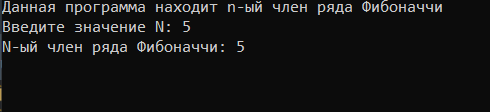 Данная программа находит n-ый член ряда Фибоначчи
Введите значение N: 5
N-ый член ряда Фибоначчи: 5